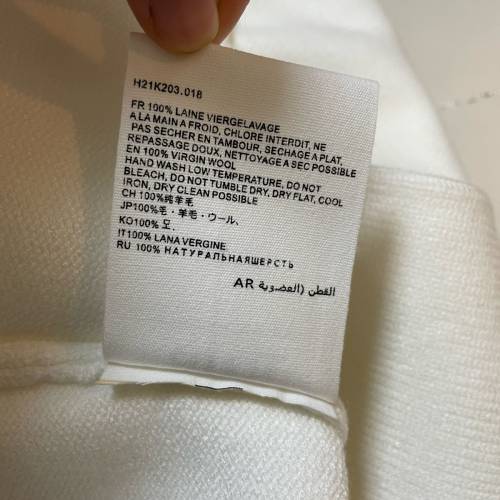 H21K203.018
FR 100% LAINE VIERGELAVAGE
A LA MAIN A FROID, CHLORE INTERDIT, NE
PAS SECHER EN TAMBOUR, SECHAGE A PLAT,
REPASSAGE DOUX, NETTOYAGE A SEC POSSIBLE
EN 100% VIRGIN WOOL
HAND WASH LOW TEMPERATURE, DO NOT
BLEACH, DO NOT TUMBLE DRY, DRY FLAT, COOL
IRON, DRY CLEAN POSSIBLE
CH 100%纯羊毛
JP100%毛・羊毛・ウール、
KO100% 모.
IT100% LANA VERGINE
RU 100% НАТУРАЛЬНАЯШЕРСТЬ
القطن (العضوية AR